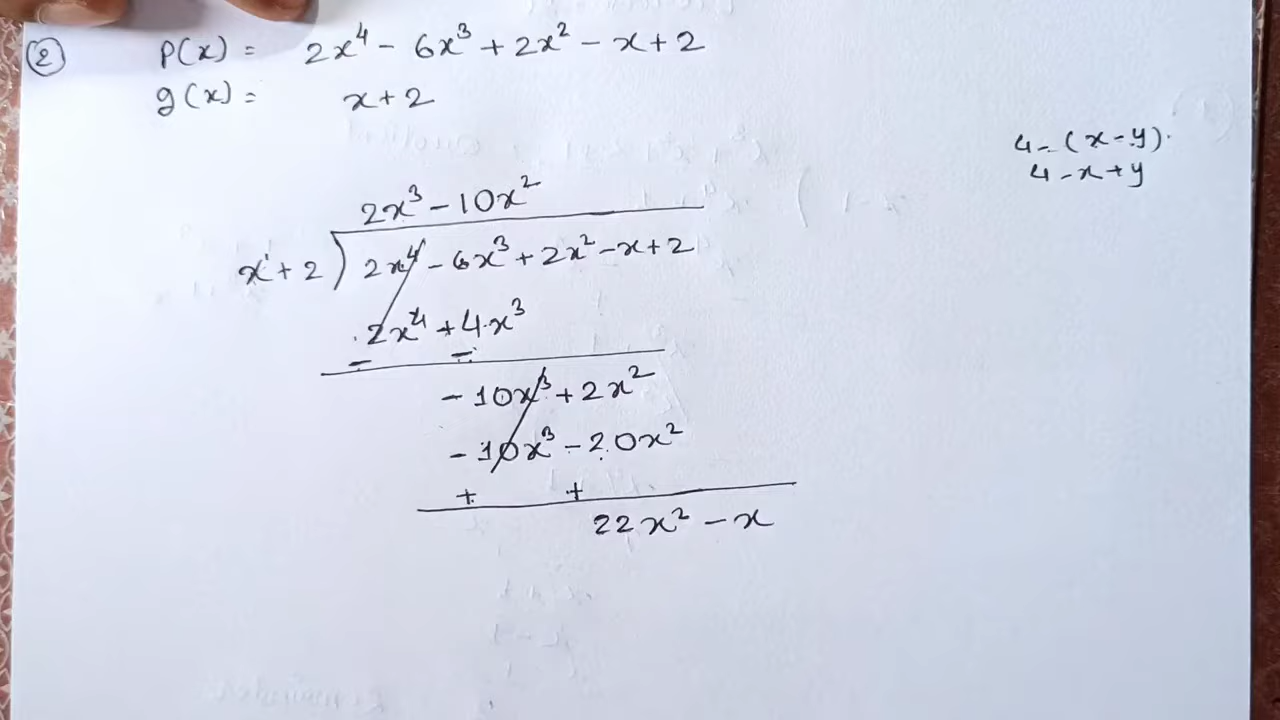 ② P(x) = 2x⁴ - 6x³ + 2x² - x + 2
g(x) = x + 2
4 - (x - y).
4 - x + y
2x³ - 10x²
x¹ + 2 ) 2x⁴ - 6x³ + 2x² - x + 2
2x⁴ + 4x³
- -
- 10x³ + 2x²
- 10x³ - 20x²
+ +
22x² - x